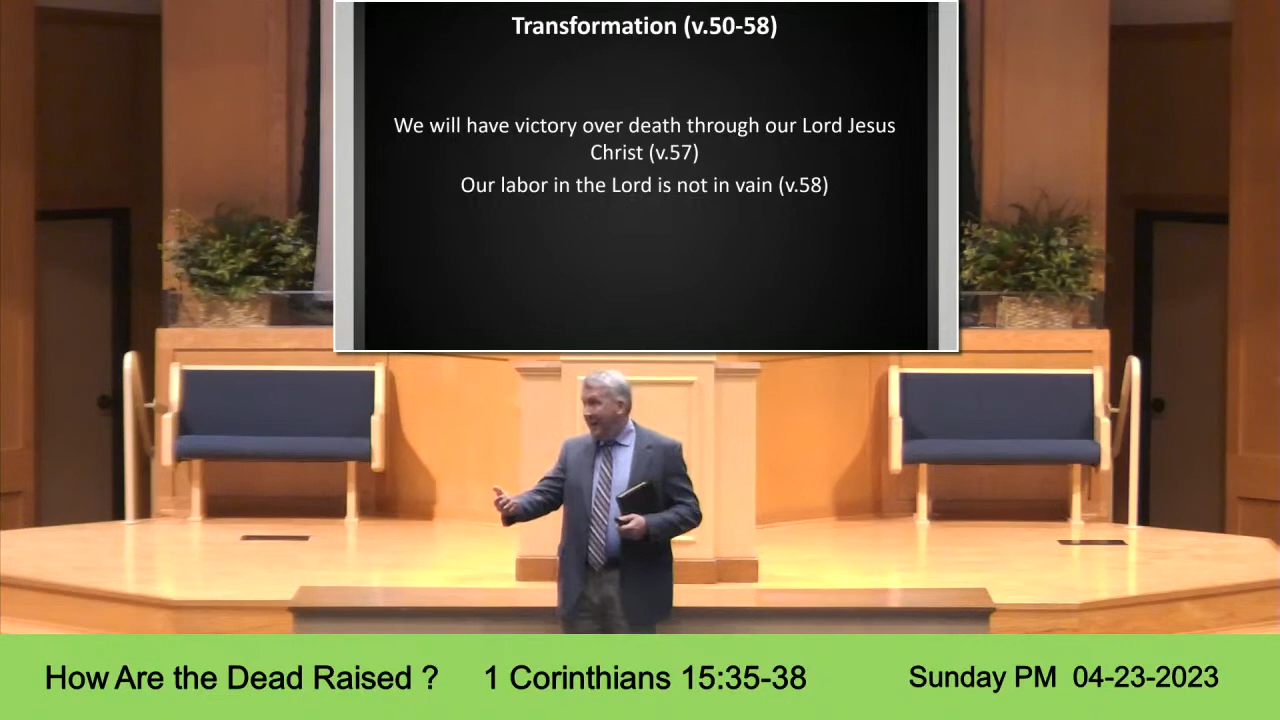 Transformation (v.50-58)
We will have victory over death through our Lord Jesus
Christ (v.57)
Our labor in the Lord is not in vain (v.58)
How Are the Dead Raised ? 1 Corinthians 15:35-38 Sunday PM 04-23-2023